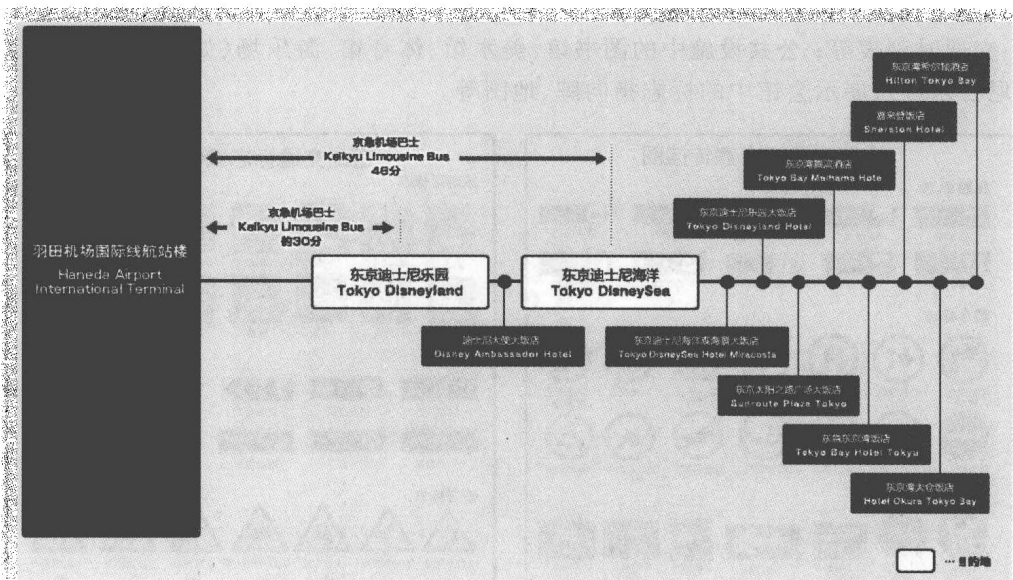 东京湾希尔顿酒店
Hilton Tokyo Bay
喜来登饭店
Sheraton Hotel
京急机场巴士
Keikyu Limousine Bus
46分
东京湾舞滨酒店
Tokyo Bay Maihama Hote
京急机场巴士
Keikyu Limousine Bus
约30分
东京迪士尼乐园大饭店
Tokyo Disneyland Hotel
羽田机场国际线航站楼
Haneda Airport
International Terminal
东京迪士尼乐园
Tokyo Disneyland
东京迪士尼海洋
Tokyo DisneySea
迪士尼大使大饭店
Disney Ambassador Hotel
东京迪士尼海洋观海景大饭店
Tokyo DisneySea Hotel Miracosta
东京太阳之路广场大饭店
Sunroute Plaza Tokyo
东急东京湾饭店
Tokyo Bay Hotel Tokyu
东京湾大仓饭店
Hotel Okura Tokyo Bay
… 目的地